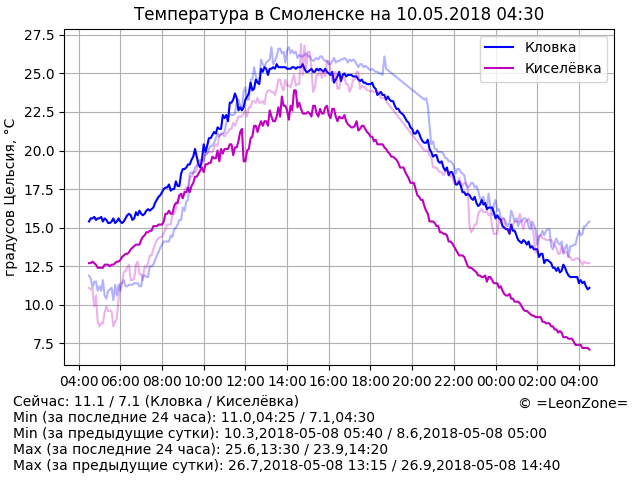 Температура в Смоленске на 10.05.2018 04:30
градусов Цельсия, °C
27.5
25.0
22.5
20.0
17.5
15.0
12.5
10.0
7.5
Кловка
Киселёвка
04:00 06:00 08:00 10:00 12:00 14:00 16:00 18:00 20:00 22:00 00:00 02:00 04:00
Сейчас: 11.1 / 7.1 (Кловка / Киселёвка)
© =LeonZone=
Min (за последние 24 часа): 11.0,04:25 / 7.1,04:30
Min (за предыдущие сутки): 10.3,2018-05-08 05:40 / 8.6,2018-05-08 05:00
Max (за последние 24 часа): 25.6,13:30 / 23.9,14:20
Max (за предыдущие сутки): 26.7,2018-05-08 13:15 / 26.9,2018-05-08 14:40